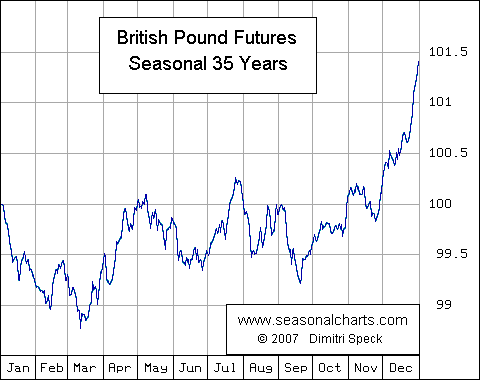 British Pound Futures
Seasonal 35 Years
101.5
101
100.5
100
99.5
99
www.seasonalcharts.com
© 2007 Dimitri Speck
Jan Feb Mar Apr May Jun Jul Aug Sep Oct Nov Dec